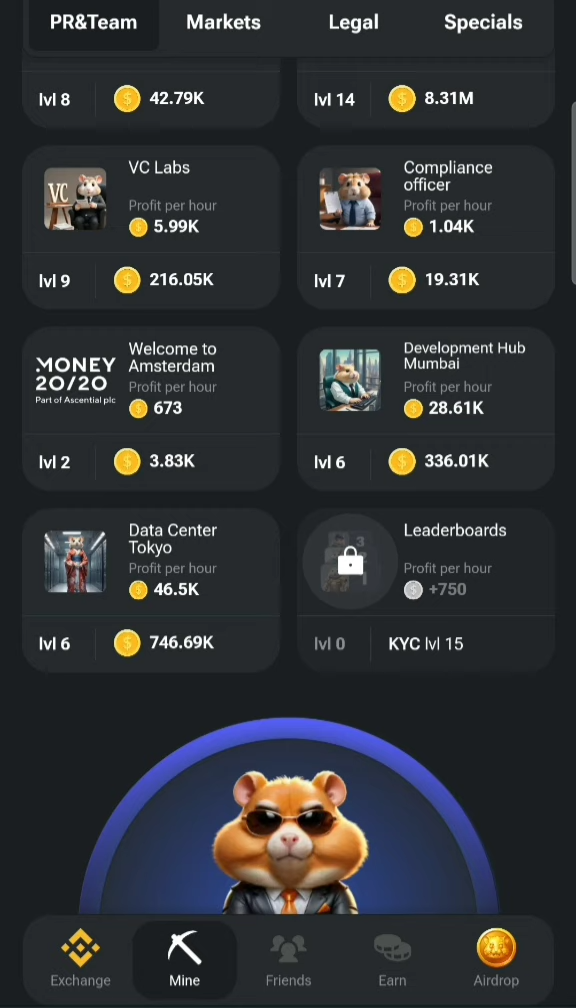 PR&Team Markets Legal Specials
lvl 8 42.79K
lvl 14 8.31M
VC
VC Labs
Profit per hour
5.99K
lvl 9 216.05K
Compliance
officer
Profit per hour
1.04K
lvl 7 19.31K
MONEY
20/20
Part of Ascential plc
Welcome to
Amsterdam
Profit per hour
673
lvl 2 3.83K
Development Hub
Mumbai
Profit per hour
28.61K
lvl 6 336.01K
Data Center
Tokyo
Profit per hour
46.5K
lvl 6 746.69K
Leaderboards
Profit per hour
+750
lvl 0 KYC lvl 15
Exchange Mine Friends Earn Airdrop